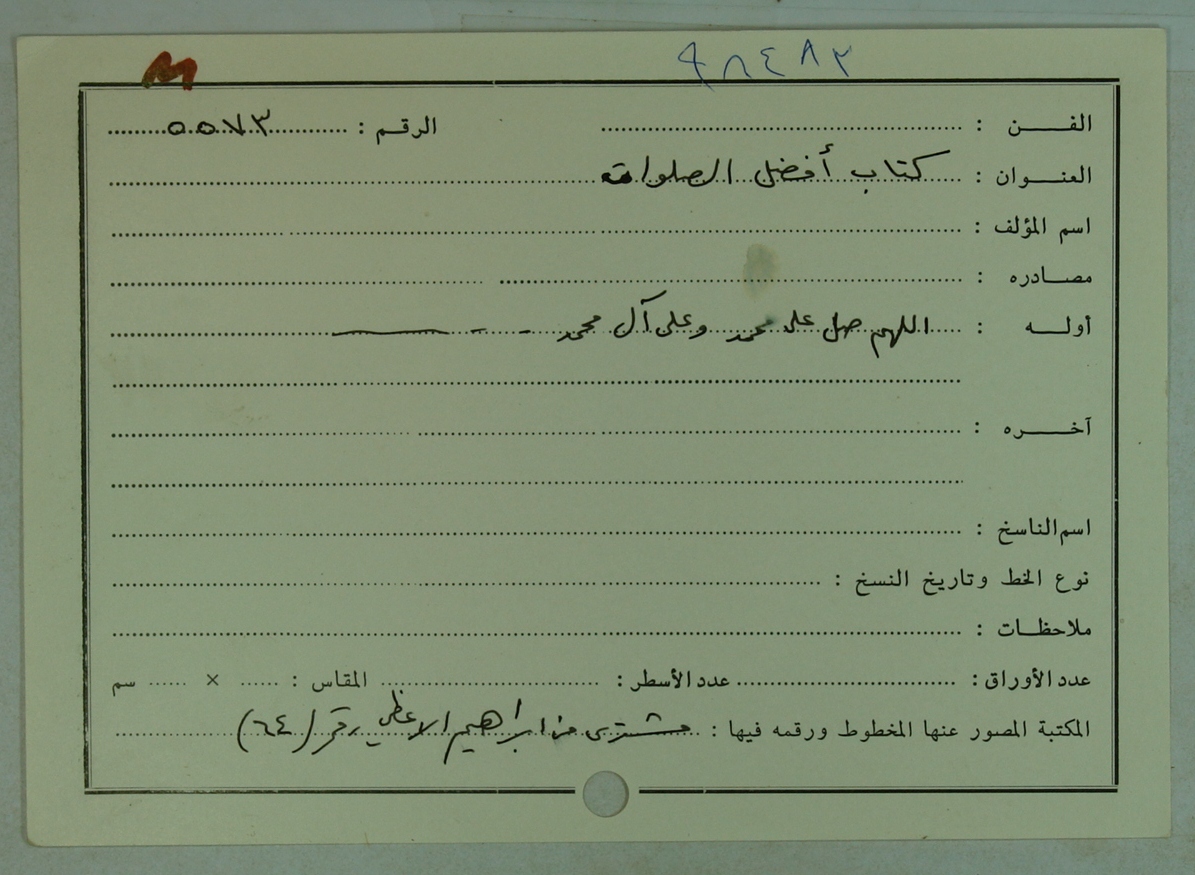 الفن : الرقم : ٥٥٧٣
العنوان : كتاب أفضل الصلوات
اسم المؤلف :
مصادره :
أوله : اللهم صل على محمد وعلى آل محمد
آخره :
اسم الناسخ :
نوع الخط وتاريخ النسخ :
ملاحظات :
عدد الأوراق : عدد الأسطر : المقاس : × سم
المكتبة المصور عنها المخطوط ورقمه فيها : مشترى من ابراهيم الاعظمي رقم (٦٤)